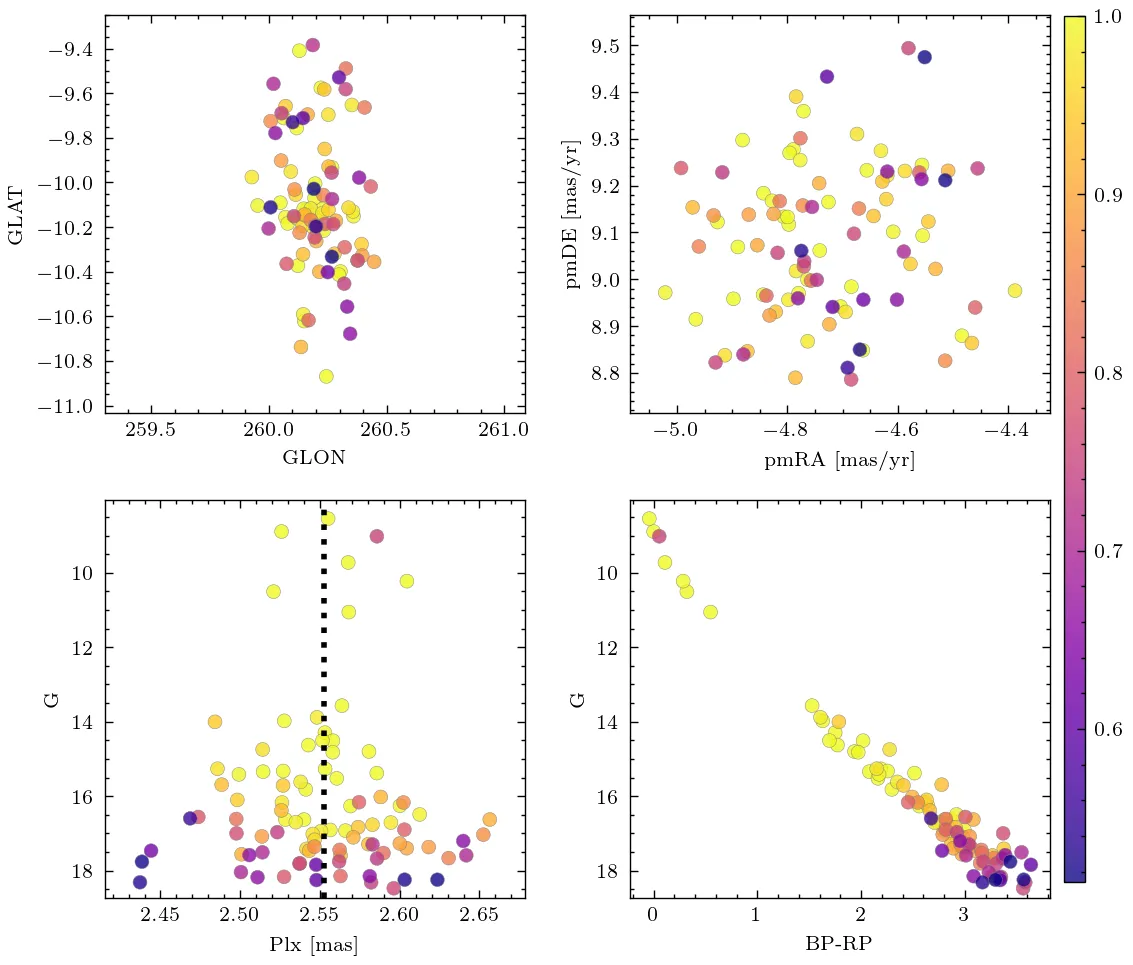 −9.4
−9.6
−9.8
−10.0
−10.2
−10.4
−10.6
−10.8
−11.0
GLAT
259.5 260.0 260.5 261.0
GLON
9.5
9.4
9.3
9.2
9.1
9.0
8.9
8.8
pmDE [mas/yr]
−5.0 −4.8 −4.6 −4.4
pmRA [mas/yr]
1.0
0.9
0.8
0.7
0.6
10
12
14
16
18
G
2.45 2.50 2.55 2.60 2.65
Plx [mas]
10
12
14
16
18
G
0 1 2 3
BP-RP